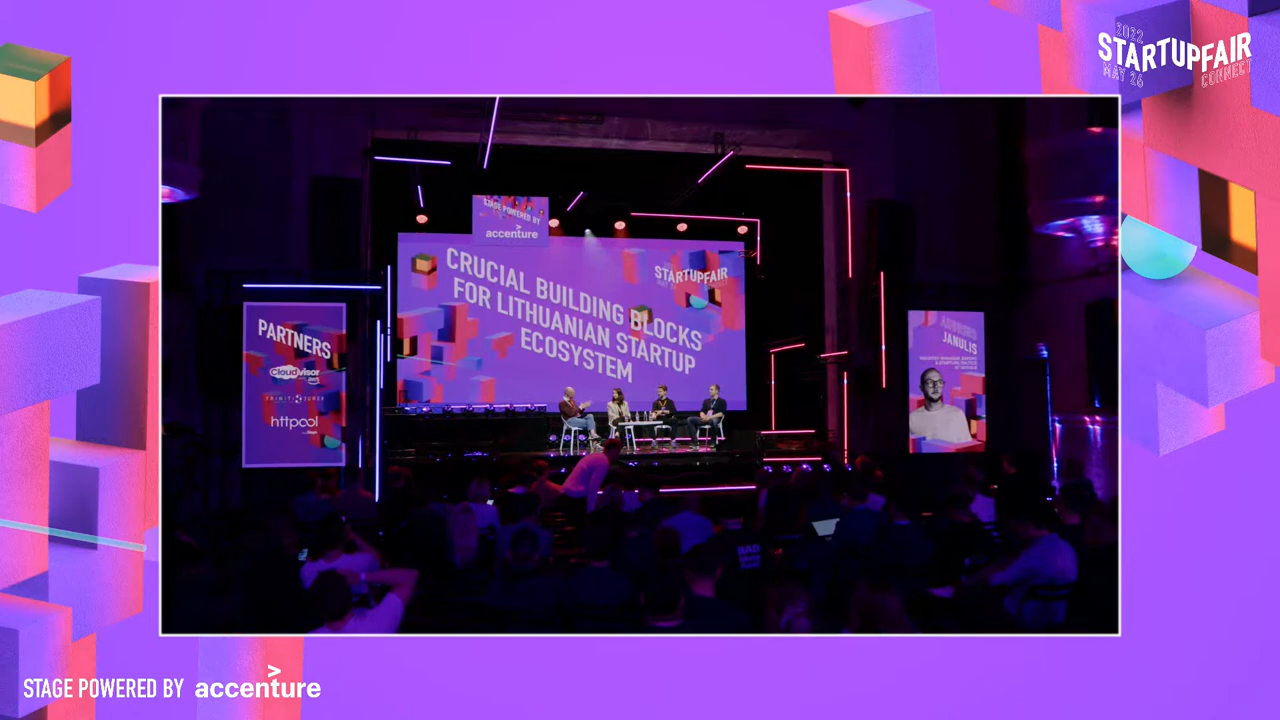 2022
STARTUPFAIR
MAY 26 CONNECT
STAGE POWERED BY
accenture
CRUCIAL BUILDING BLOCKS
FOR LITHUANIAN STARTUP
ECOSYSTEM
STARTUPFAIR
PARTNERS
Cloudvisor
httpool
JANULIS
BAD
STAGE POWERED BY accenture